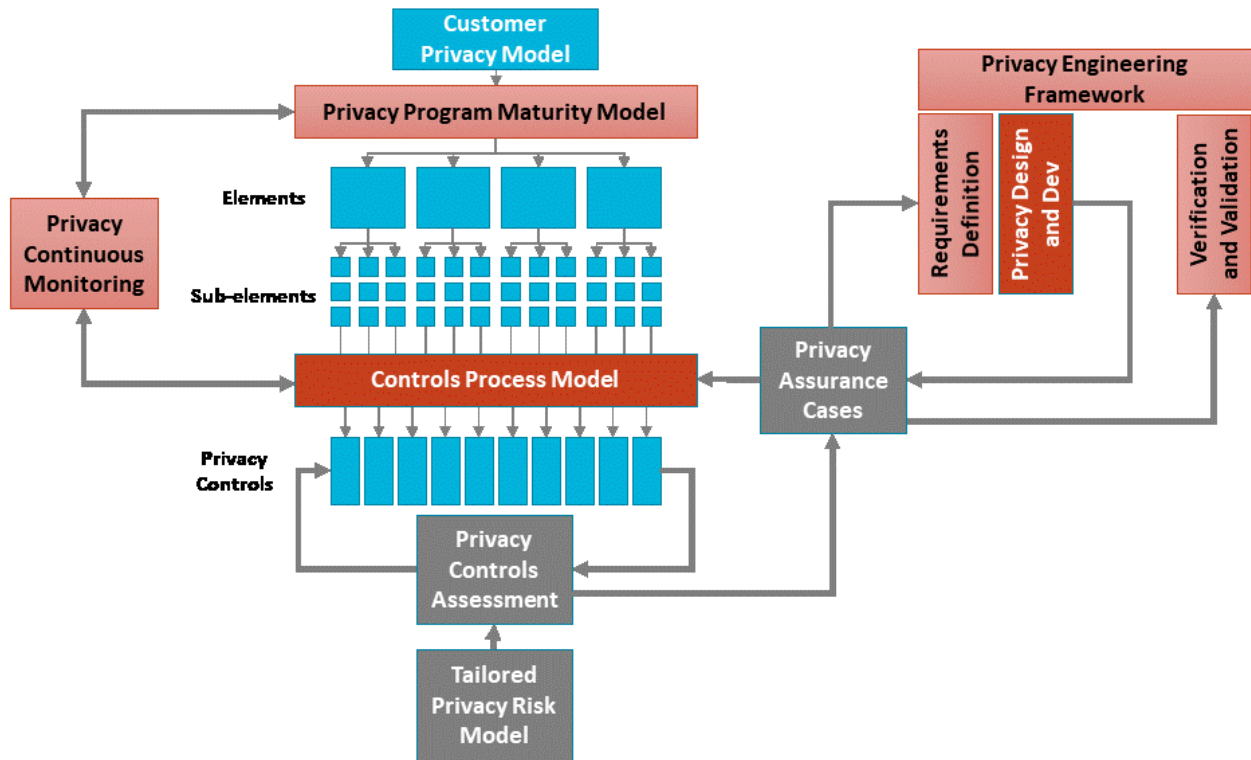 Customer
Privacy Model
Privacy Program Maturity Model
Elements
Sub-elements
Privacy
Continuous
Monitoring
Controls Process Model
Privacy
Controls
Privacy
Controls
Assessment
Tailored
Privacy Risk
Model
Privacy
Assurance
Cases
Privacy Engineering
Framework
Requirements
Definition
Privacy Design
and Dev
Verification
and Validation